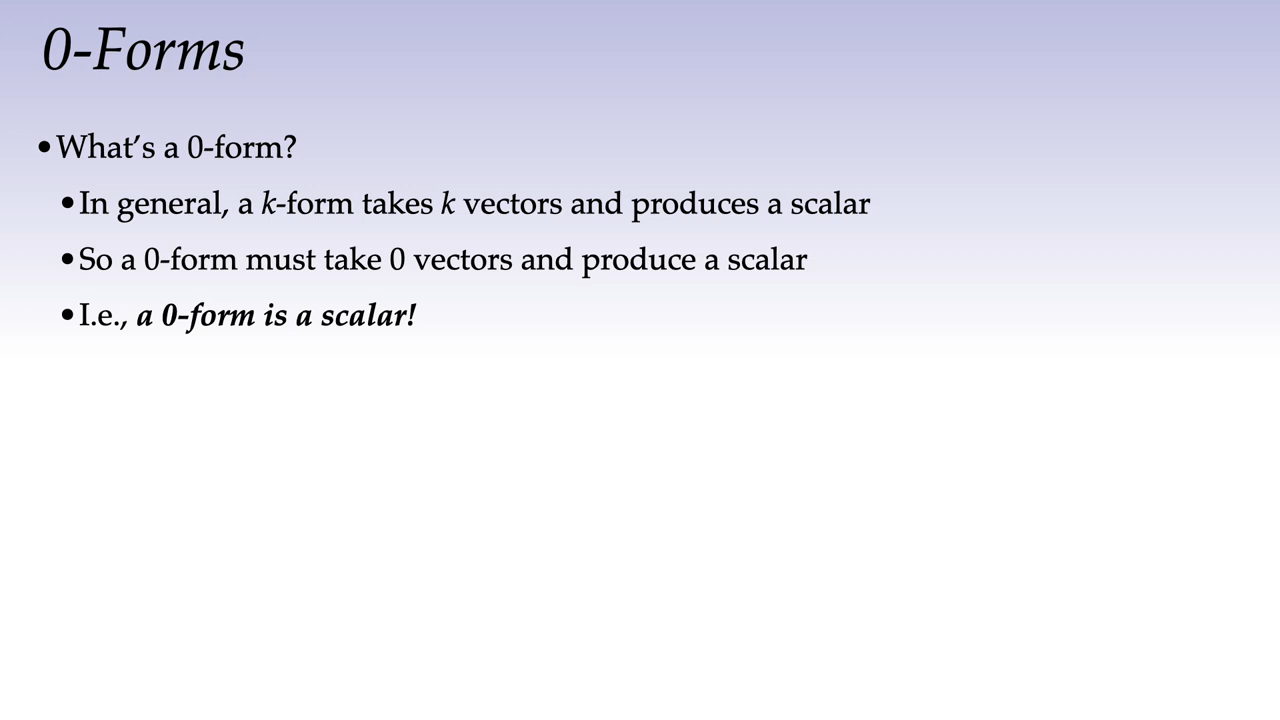 0-Forms
•What’s a 0-form?
•In general, a k-form takes k vectors and produces a scalar
•So a 0-form must take 0 vectors and produce a scalar
•I.e., a 0-form is a scalar!